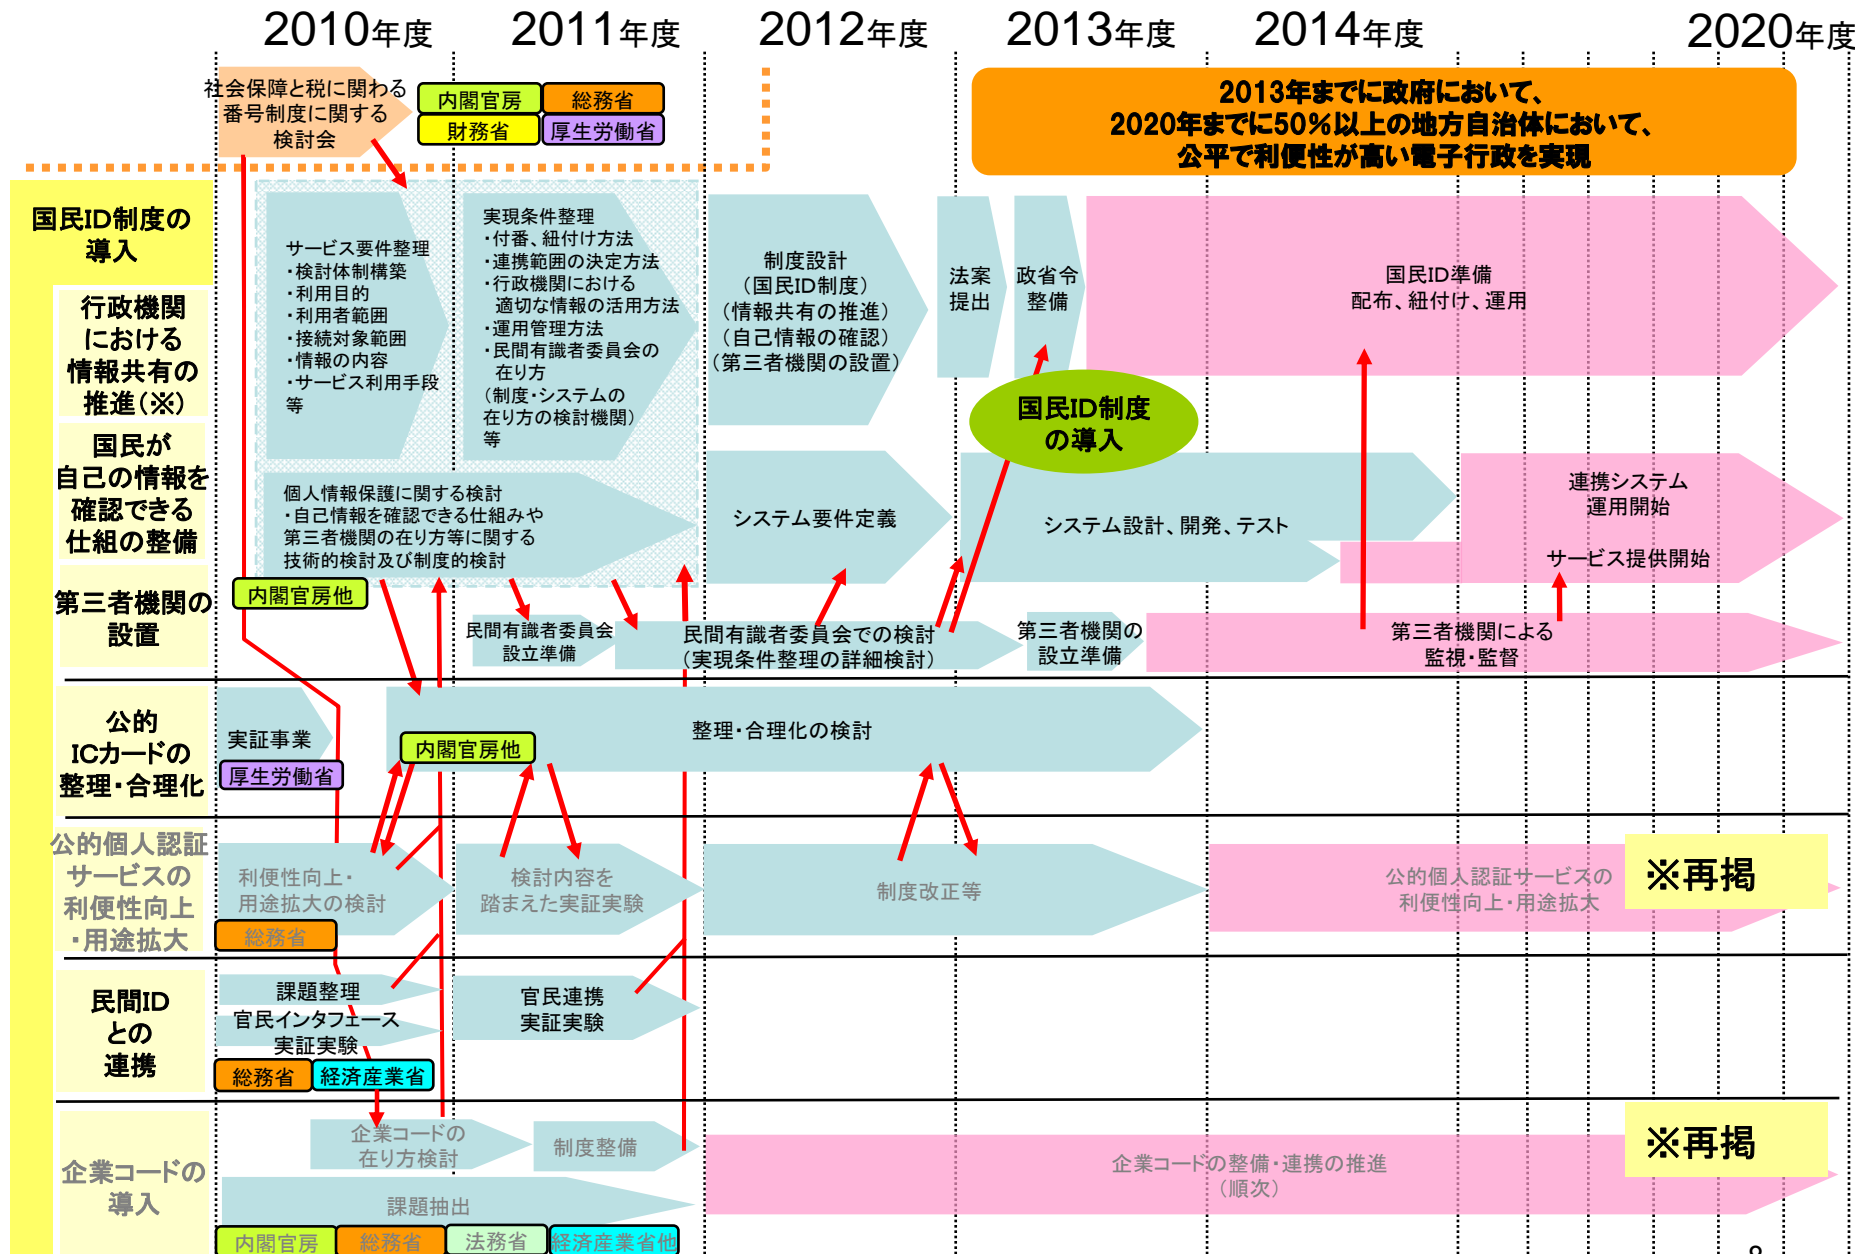 2010年度
2011年度
2012年度
2013年度
2014年度
2020年度
社会保障と税に関わる
番号制度に関する
検討会
内閣官房
総務省
財務省
厚生労働省
2013年までに政府において、
2020年までに50%以上の地方自治体において、
公平で利便性が高い電子行政を実現
国民ID制度の
導入
サービス要件整理
・検討体制構築
・利用目的
・利用者範囲
・接続対象範囲
・情報の内容
・サービス利用手段
等
実現条件整理
・付番、紐付け方法
・連携範囲の決定方法
・行政機関における
適切な情報の活用方法
・運用管理方法
・民間有識者委員会の
在り方
(制度・システムの
在り方の検討機関)
等
制度設計
(国民ID制度)
(情報共有の推進)
(自己情報の確認)
(第三者機関の設置)
法案
提出
政省令
整備
国民ID準備
配布、紐付け、運用
行政機関
における
情報共有の
推進(※)
国民ID制度
の導入
国民が
自己の情報を
確認できる
仕組の整備
個人情報保護に関する検討
・自己情報を確認できる仕組みや
第三者機関の在り方等に関する
技術的検討及び制度的検討
システム要件定義
システム設計、開発、テスト
連携システム
運用開始
サービス提供開始
内閣官房他
第三者機関の
設置
民間有識者委員会
設立準備
民間有識者委員会での検討
(実現条件整理の詳細検討)
第三者機関の
設立準備
第三者機関による
監視・監督
公的
ICカードの
整理・合理化
実証事業
厚生労働省
整理・合理化の検討
内閣官房他
公的個人認証
サービスの
利便性向上
・用途拡大
利便性向上・
用途拡大の検討
総務省
検討内容を
踏まえた実証実験
制度改正等
公的個人認証サービスの
利便性向上・用途拡大
※再掲
民間ID
との
連携
課題整理
官民インタフェース
実証実験
総務省
経済産業省
官民連携
実証実験
企業コードの
導入
企業コードの
在り方検討
制度整備
課題抽出
企業コードの整備・連携の推進
(順次)
※再掲
内閣官房
総務省
法務省
経済産業省他